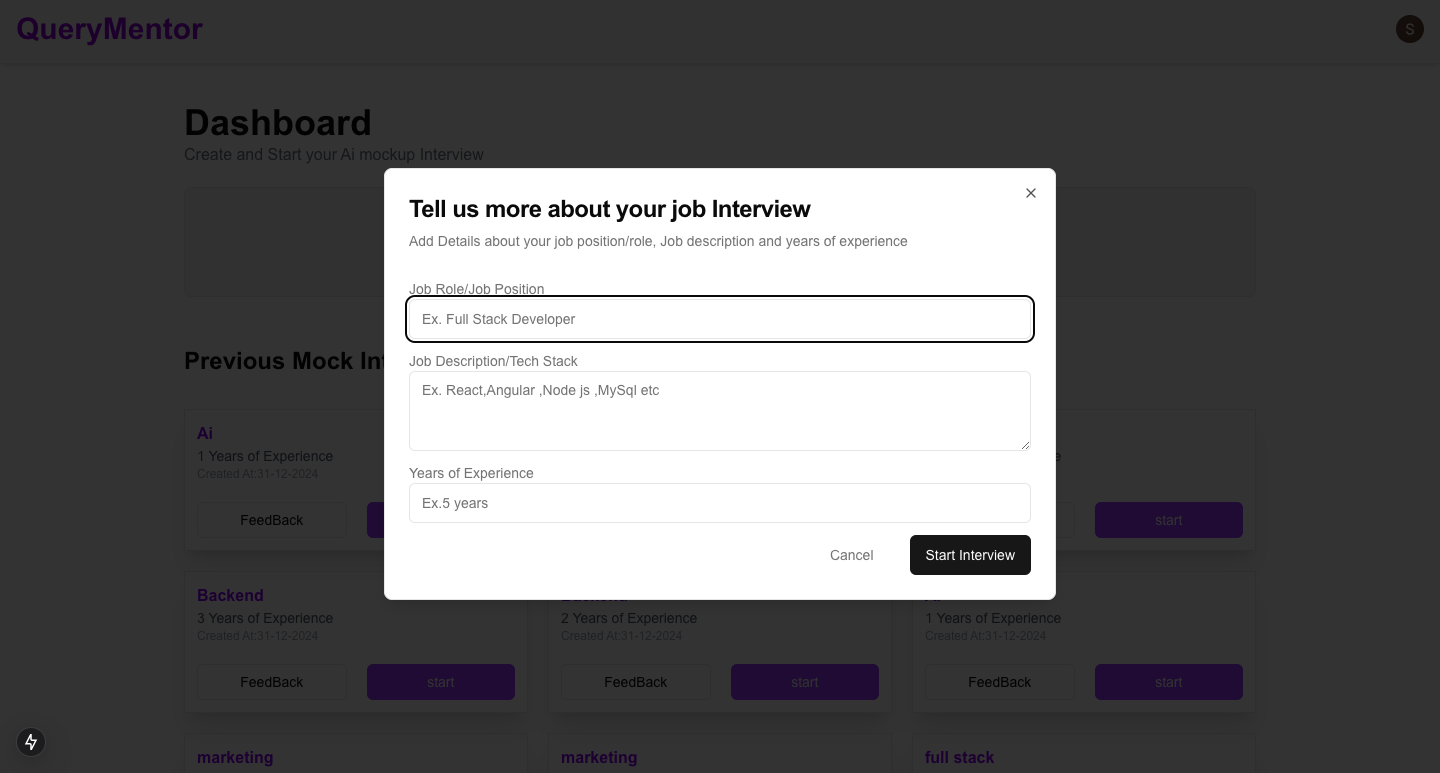 QueryMentor
S
Dashboard
Create and Start your Ai mockup Interview
Tell us more about your job Interview
Add Details about your job position/role, Job description and years of experience
Job Role/Job Position
Ex. Full Stack Developer
Job Description/Tech Stack
Ex. React,Angular ,Node js ,MySql etc
Years of Experience
Ex.5 years
Cancel
Start Interview
Previous Mock Int
Ai
1 Years of Experience
Created At:31-12-2024
FeedBack
start
Backend
3 Years of Experience
Created At:31-12-2024
FeedBack
start
2 Years of Experience
Created At:31-12-2024
FeedBack
start
1 Years of Experience
Created At:31-12-2024
FeedBack
start
marketing
marketing
full stack